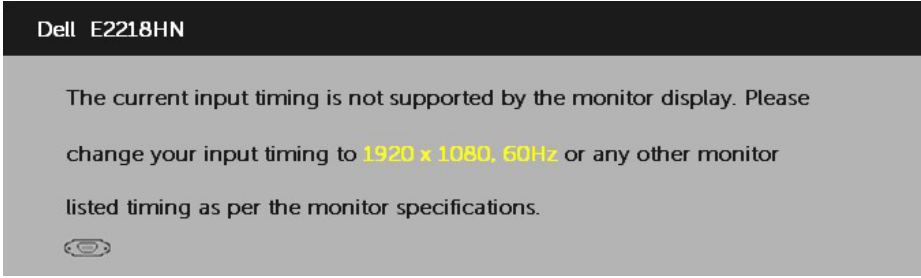 Dell E2218HN
The current input timing is not supported by the monitor display. Please
change your input timing to 1920 x 1080, 60Hz or any other monitor
listed timing as per the monitor specifications.